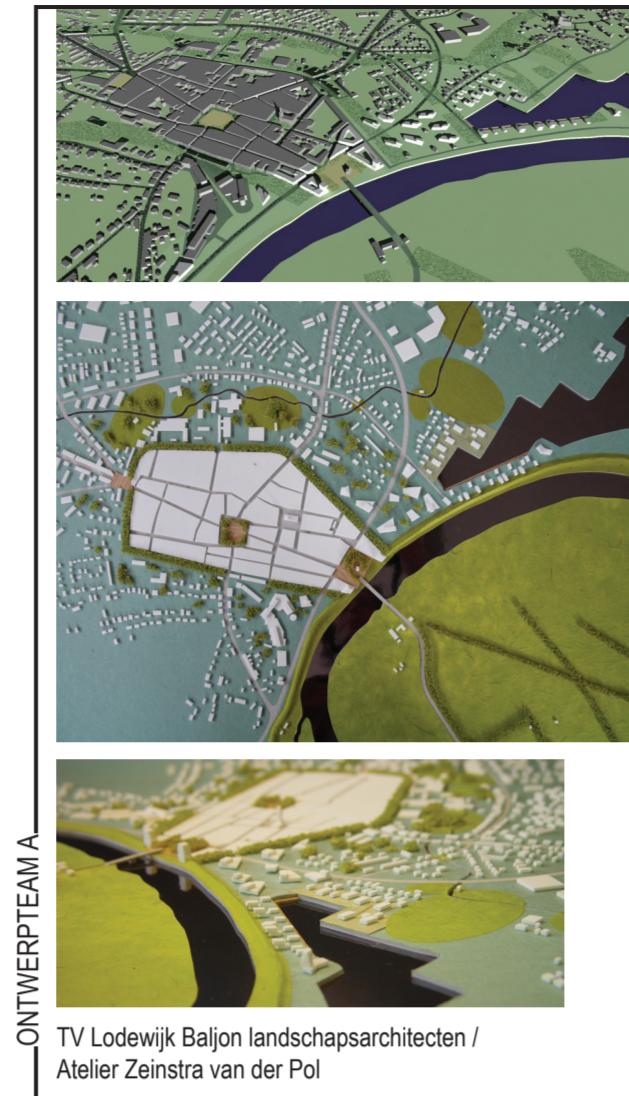 ONTWERPTEAM A
TV Lodewijk Baljon landschapsarchitecten /
Atelier Zeinstra van der Pol